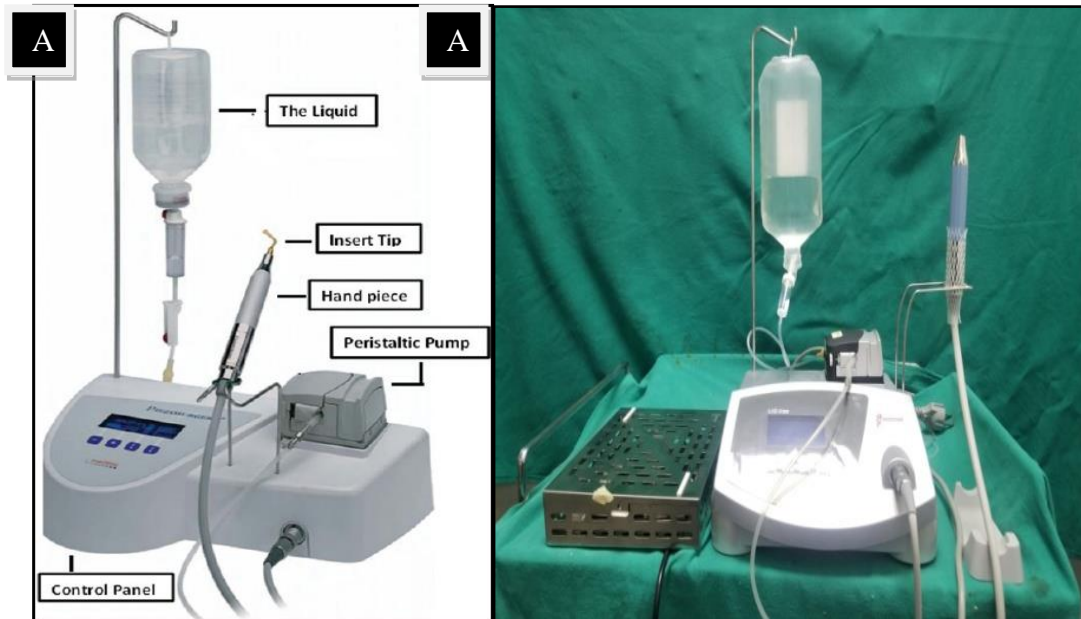 A
A
The Liquid
Insert Tip
Hand piece
Peristaltic Pump
Control Panel